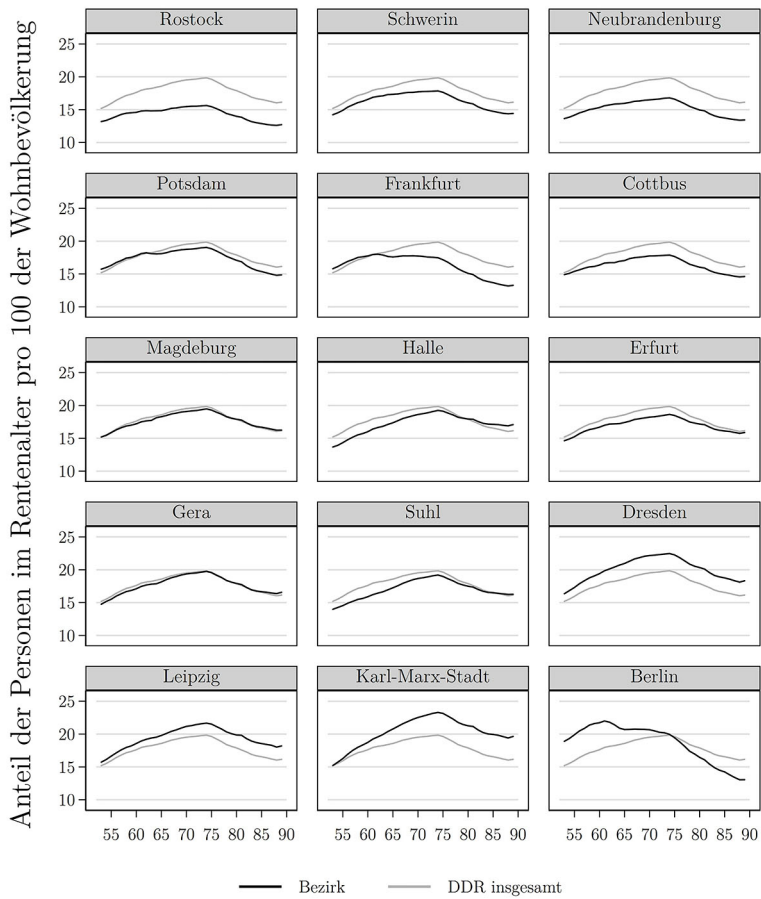 Anteil der Personen im Rentenalter pro 100 der Wohnbevölkerung
Rostock Schwerin Neubrandenburg
25
20
15
10
Potsdam Frankfurt Cottbus
25
20
15
10
Magdeburg Halle Erfurt
25
20
15
10
Gera Suhl Dresden
25
20
15
10
Leipzig Karl-Marx-Stadt Berlin
25
20
15
10
55 60 65 70 75 80 85 90 55 60 65 70 75 80 85 90 55 60 65 70 75 80 85 90
Bezirk DDR insgesamt